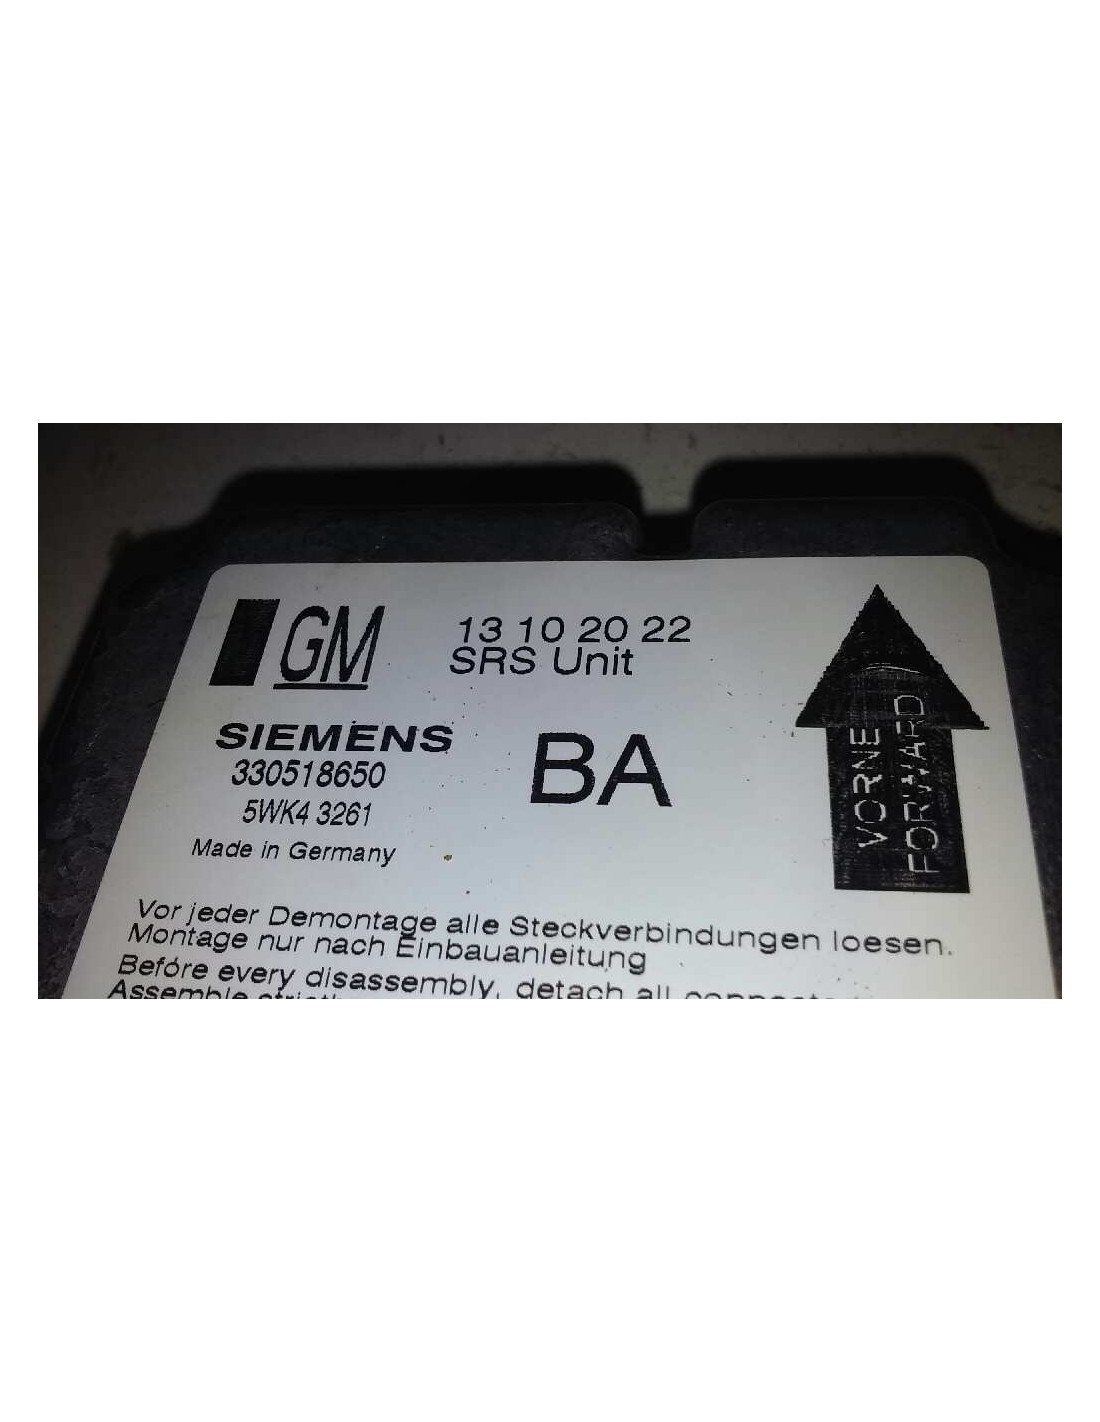 GM
13 10 20 22
SRS Unit
SIEMENS
330518650
5WK4 3261
Made in Germany
BA
VORNE
FORWARD
Vor jeder Demontage alle Steckverbindungen loesen.
Montage nur nach Einbauanleitung
Before every disassembly, detach all
Assemble